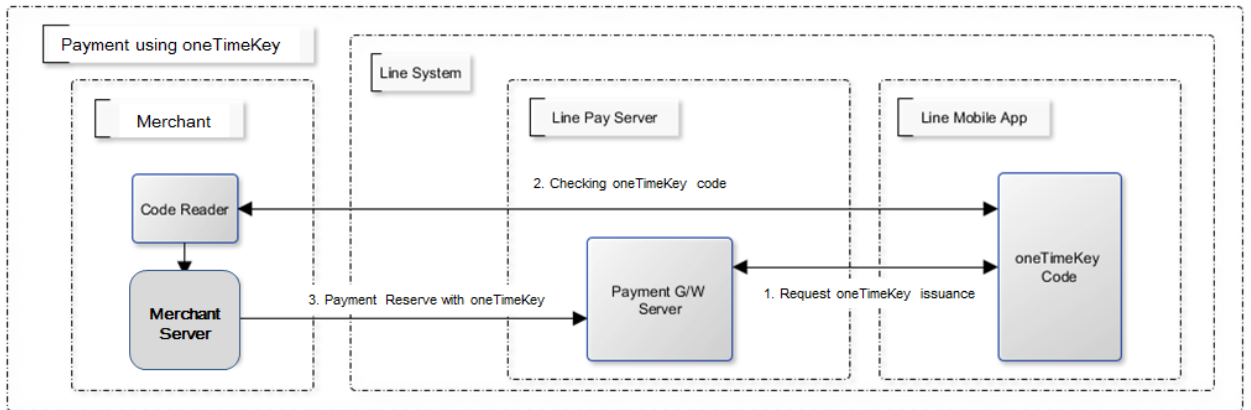 Payment using oneTimeKey
Line System
Merchant
Line Pay Server
Line Mobile App
2. Checking oneTimeKey code
Code Reader
oneTimeKey
Code
Payment G/W
Server
1. Request oneTimeKey issuance
3. Payment Reserve with oneTimeKey
Merchant
Server